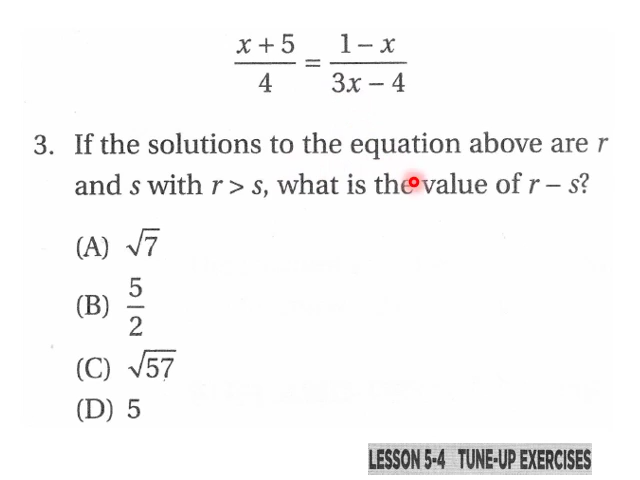 x + 5 / 4 = 1 – x / 3x – 4
3. If the solutions to the equation above are r
and s with r > s, what is the value of r – s?
(A) √7
(B) 5/2
(C) √57
(D) 5
LESSON 5-4 TUNE-UP EXERCISES